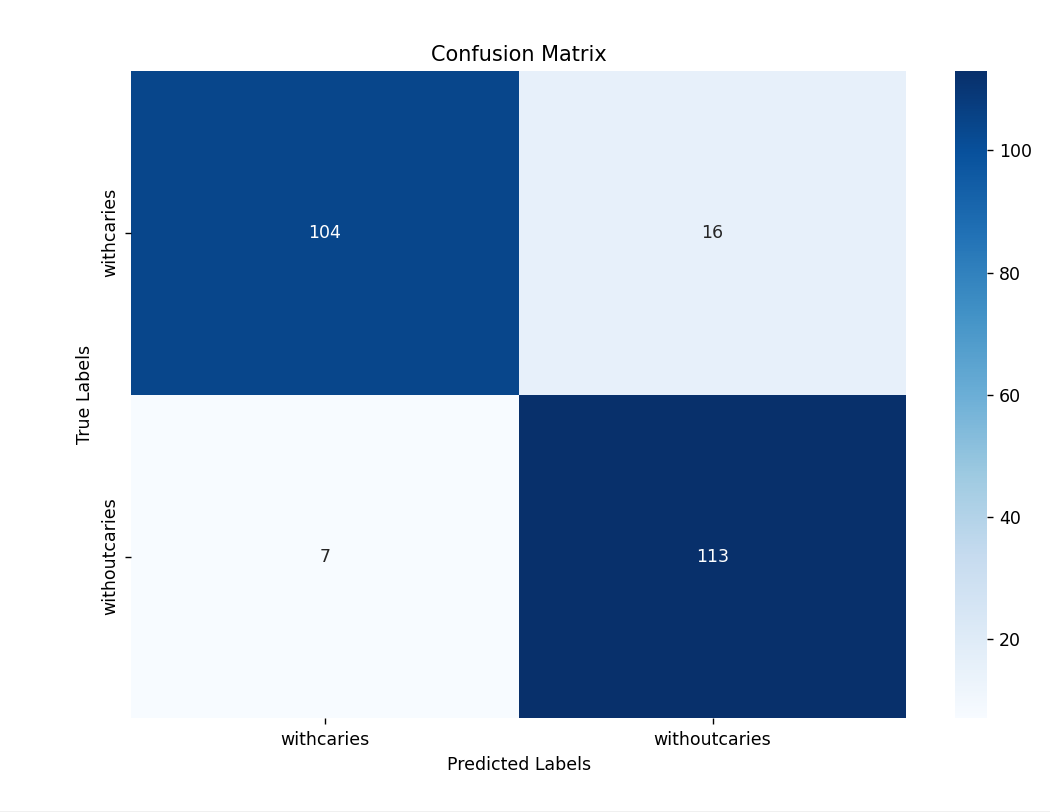 Confusion Matrix
True Labels
withcaries
104
16
withoutcaries
7
113
withcaries
withoutcaries
Predicted Labels
100
80
60
40
20